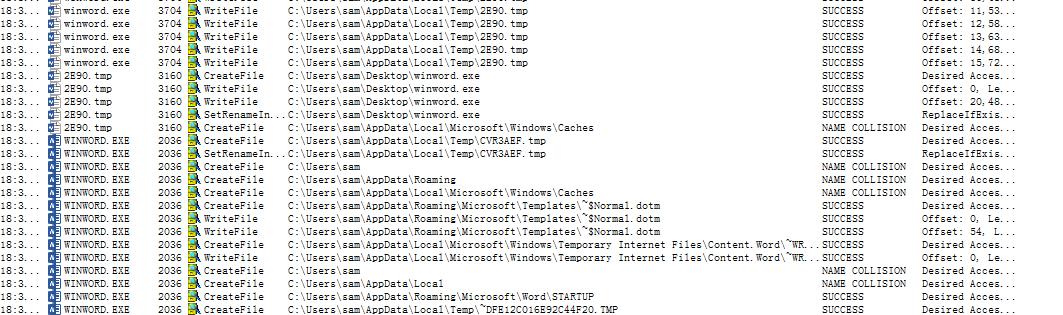 18:3... winword.exe 3704 WriteFile C:\Users\sam\AppData\Local\Temp\2E90.tmp SUCCESS Offset: 11,53...
18:3... winword.exe 3704 WriteFile C:\Users\sam\AppData\Local\Temp\2E90.tmp SUCCESS Offset: 12,58...
18:3... winword.exe 3704 WriteFile C:\Users\sam\AppData\Local\Temp\2E90.tmp SUCCESS Offset: 13,63...
18:3... winword.exe 3704 WriteFile C:\Users\sam\AppData\Local\Temp\2E90.tmp SUCCESS Offset: 14,68...
18:3... winword.exe 3704 WriteFile C:\Users\sam\AppData\Local\Temp\2E90.tmp SUCCESS Offset: 15,72...
18:3... 2E90.tmp 3160 CreateFile C:\Users\sam\Desktop\winword.exe SUCCESS Desired Acces...
18:3... 2E90.tmp 3160 WriteFile C:\Users\sam\Desktop\winword.exe SUCCESS Offset: 0, Le...
18:3... 2E90.tmp 3160 WriteFile C:\Users\sam\Desktop\winword.exe SUCCESS Offset: 20,48...
18:3... 2E90.tmp 3160 SetRenameIn... C:\Users\sam\Desktop\winword.exe SUCCESS ReplaceIfExis...
18:3... 2E90.tmp 3160 CreateFile C:\Users\sam\AppData\Local\Microsoft\Windows\Caches NAME COLLISION Desired Acces...
18:3... WINWORD.EXE 2036 CreateFile C:\Users\sam\AppData\Local\Temp\CVR3AEF.tmp SUCCESS Desired Acces...
18:3... WINWORD.EXE 2036 SetRenameIn... C:\Users\sam\AppData\Local\Temp\CVR3AEF.tmp SUCCESS ReplaceIfExis...
18:3... WINWORD.EXE 2036 CreateFile C:\Users\sam NAME COLLISION Desired Acces...
18:3... WINWORD.EXE 2036 CreateFile C:\Users\sam\AppData\Roaming NAME COLLISION Desired Acces...
18:3... WINWORD.EXE 2036 CreateFile C:\Users\sam\AppData\Local\Microsoft\Windows\Caches NAME COLLISION Desired Acces...
18:3... WINWORD.EXE 2036 CreateFile C:\Users\sam\AppData\Roaming\Microsoft\Templates\~$Normal.dotm SUCCESS Desired Acces...
18:3... WINWORD.EXE 2036 WriteFile C:\Users\sam\AppData\Roaming\Microsoft\Templates\~$Normal.dotm SUCCESS Offset: 0, Le...
18:3... WINWORD.EXE 2036 WriteFile C:\Users\sam\AppData\Roaming\Microsoft\Templates\~$Normal.dotm SUCCESS Offset: 54, L...
18:3... WINWORD.EXE 2036 CreateFile C:\Users\sam\AppData\Local\Microsoft\Windows\Temporary Internet Files\Content.Word\~WR... SUCCESS Desired Acces...
18:3... WINWORD.EXE 2036 WriteFile C:\Users\sam\AppData\Local\Microsoft\Windows\Temporary Internet Files\Content.Word\~WR... SUCCESS Offset: 0, Le...
18:3... WINWORD.EXE 2036 CreateFile C:\Users\sam NAME COLLISION Desired Acces...
18:3... WINWORD.EXE 2036 CreateFile C:\Users\sam\AppData\Local NAME COLLISION Desired Acces...
18:3... WINWORD.EXE 2036 CreateFile C:\Users\sam\AppData\Roaming\Microsoft\Word\STARTUP SUCCESS Desired Acces...
18:3... WINWORD.EXE 2036 CreateFile C:\Users\sam\AppData\Local\Temp\~DFE12C016E92C44F20.TMP SUCCESS Desired Acces...